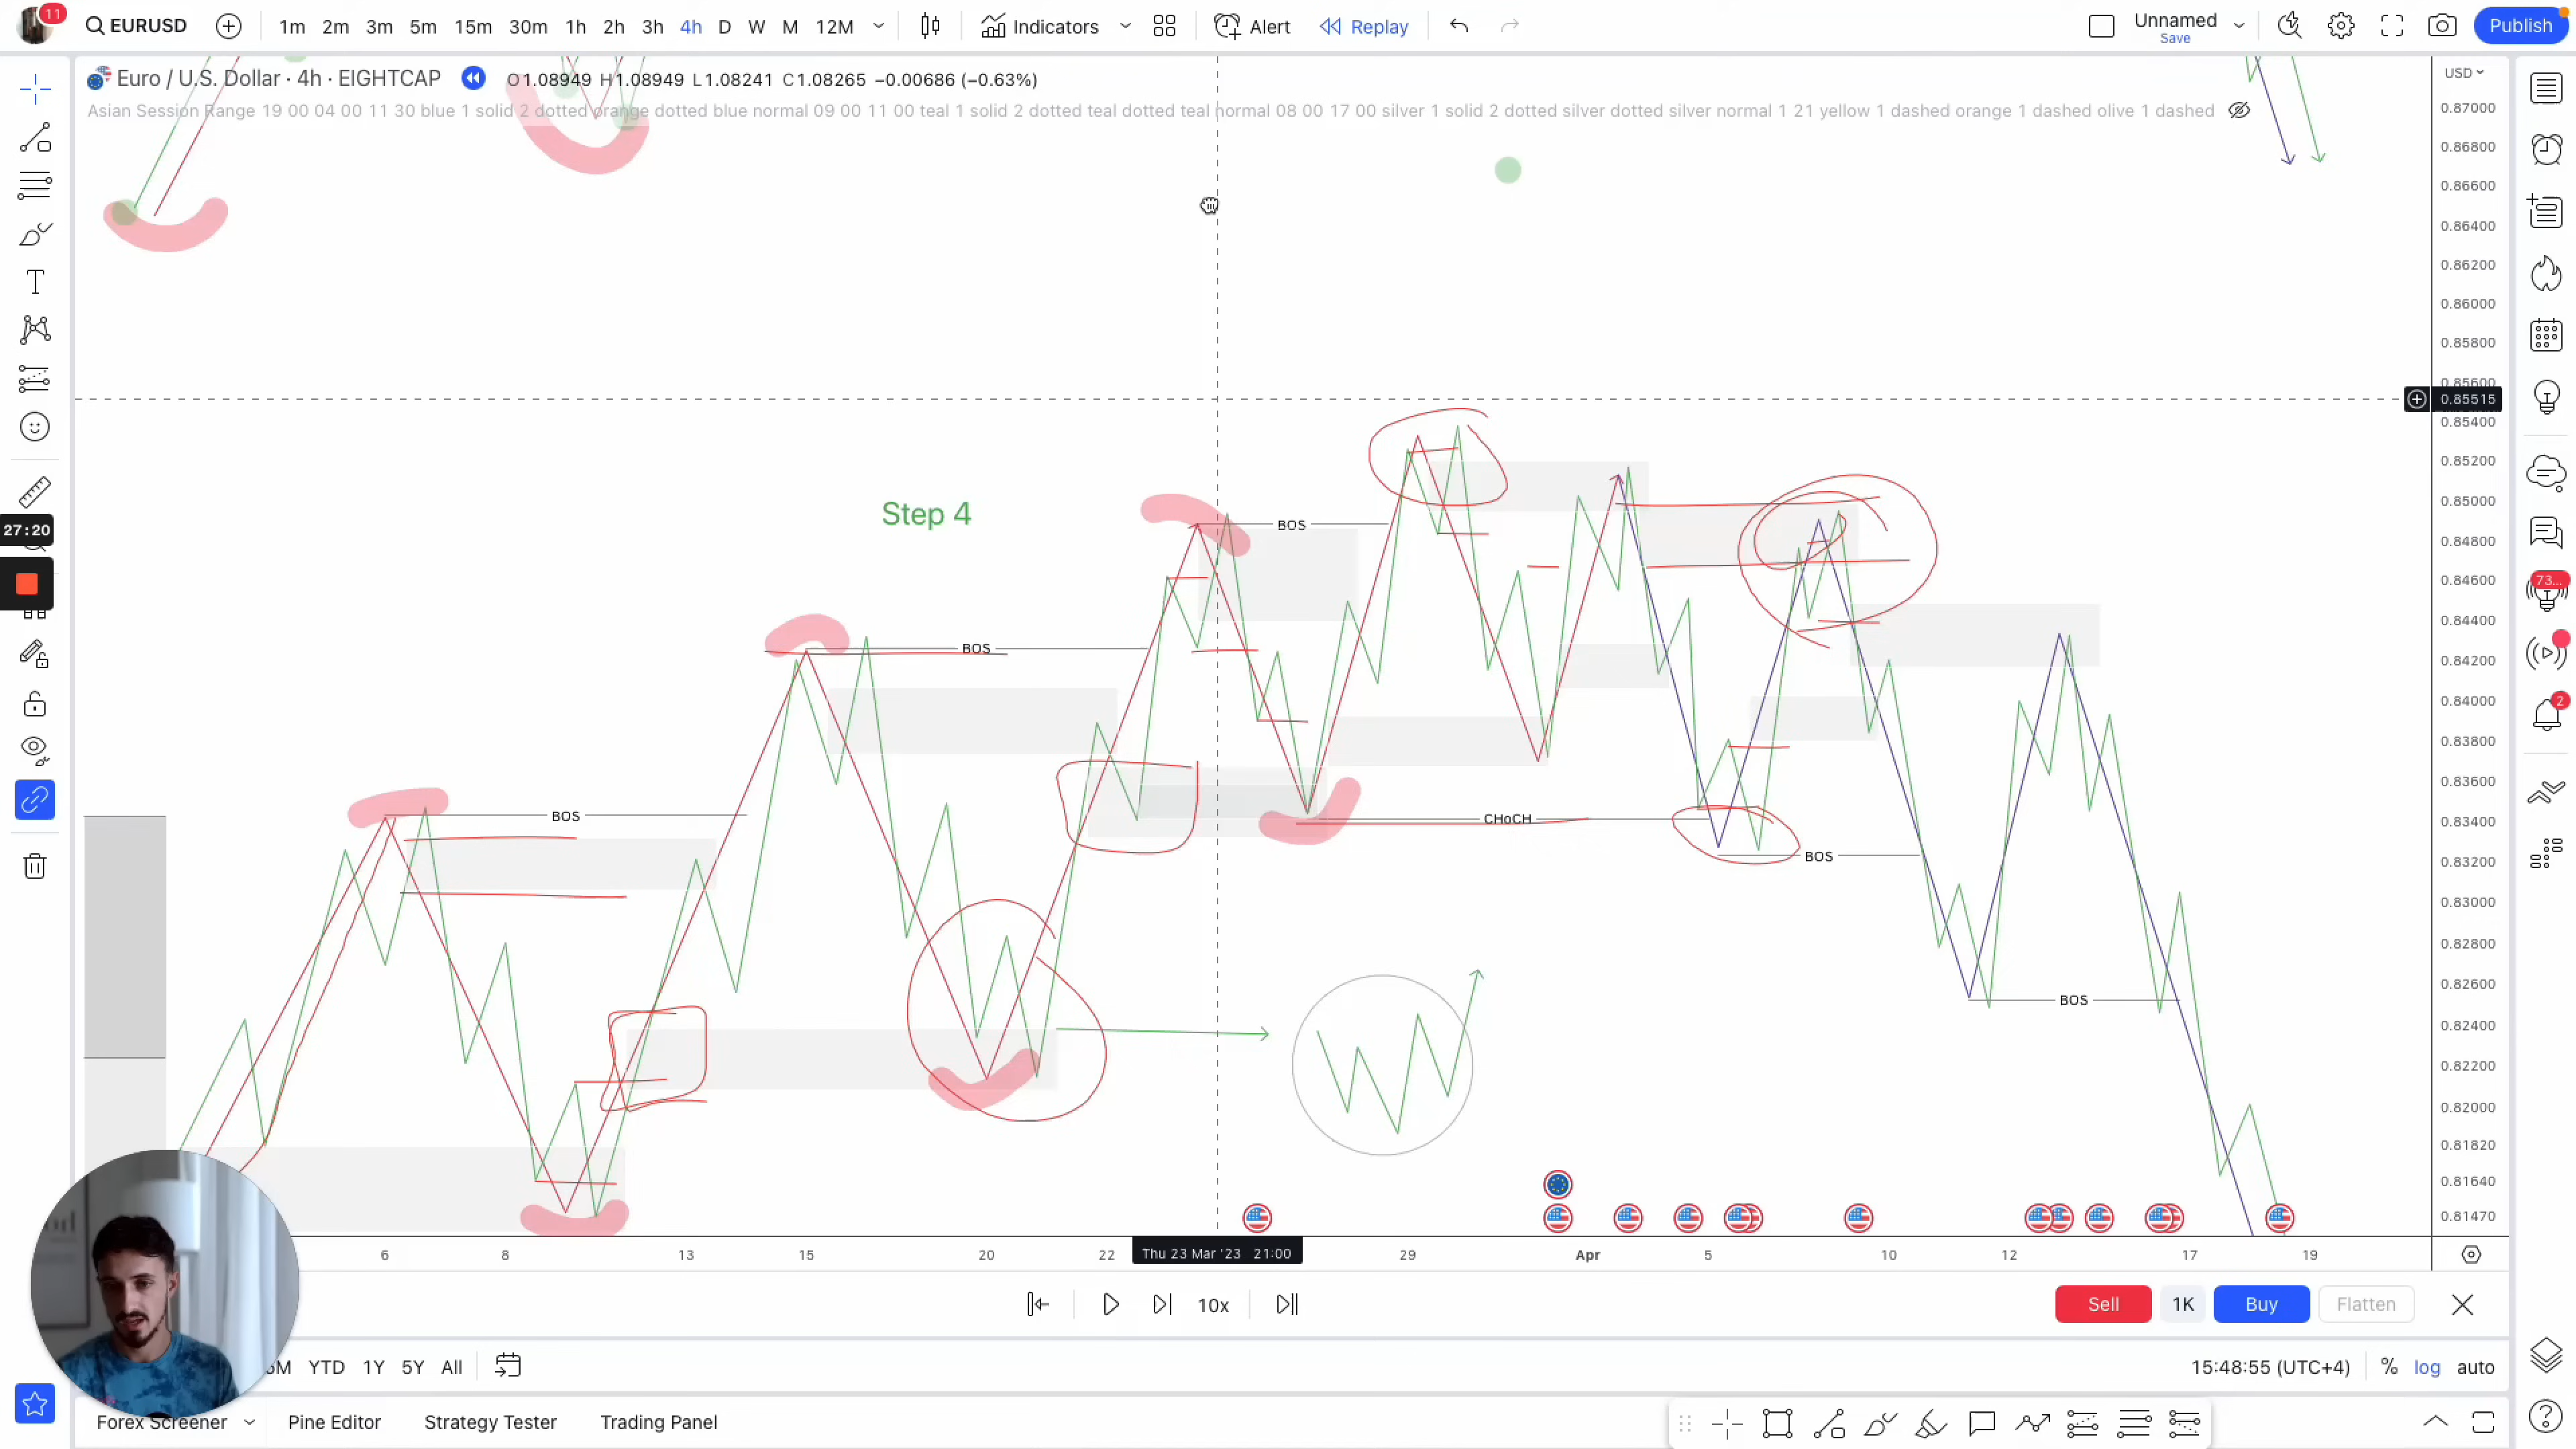 11
EURUSD
1m 2m 3m 5m 15m 30m 1h 2h 3h 4h D W M 12M
Indicators
Alert
Replay
Unnamed
Save
Publish
Euro / U.S. Dollar · 4h · EIGHTCAP
O1.08949 H1.08949 L1.08241 C1.08265 −0.00686 (−0.63%)
Asian Session Range 19 00 04 00 11 30 blue 1 solid 2 dotted orange dotted blue normal 09 00 11 00 teal 1 solid 2 dotted teal dotted teal normal 08 00 17 00 silver 1 solid 2 dotted silver dotted silver normal 1 21 yellow 1 dashed orange 1 dashed olive 1 dashed
USD
0.87000
0.86800
0.86600
0.86400
0.86200
0.86000
0.85800
0.85600
0.85515
0.85400
0.85200
0.85000
0.84800
0.84600
0.84400
0.84200
0.84000
0.83800
0.83600
0.83400
0.83200
0.83000
0.82800
0.82600
0.82400
0.82200
0.82000
0.81820
0.81640
0.81470
27:20
Step 4
BOS
BOS
BOS
CHoCH
BOS
BOS
73...
2
6 8 13 15 20 22 Thu 23 Mar '23 21:00 29 Apr 5 10 12 17 19
10x
Sell
1K
Buy
Flatten
YTD 1Y 5Y All
15:48:55 (UTC+4)
% log auto
Forex Screener
Pine Editor
Strategy Tester
Trading Panel